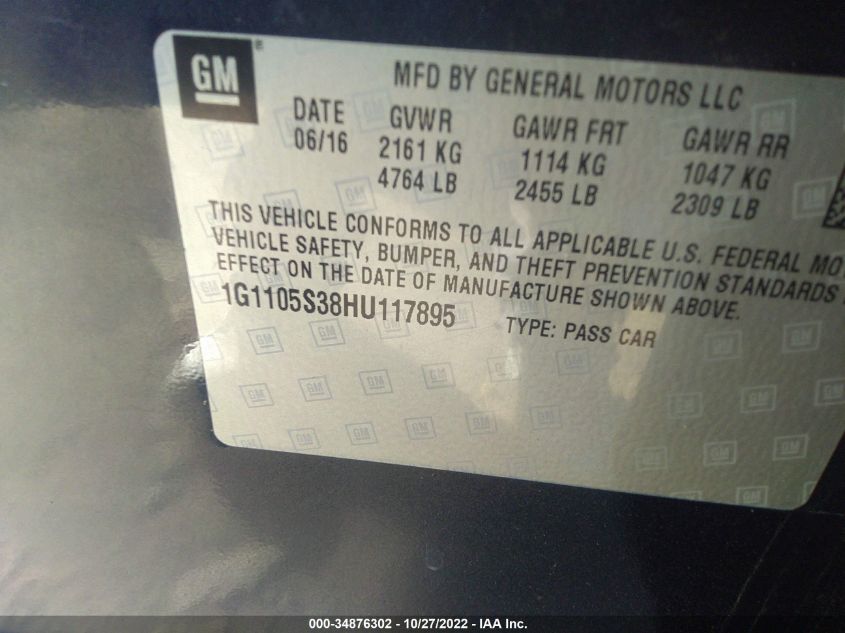 GM®
MFD BY GENERAL MOTORS LLC
DATE GVWR GAWR FRT GAWR RR
06/16 2161 KG 1114 KG 1047 KG
4764 LB 2455 LB 2309 LB
THIS VEHICLE CONFORMS TO ALL APPLICABLE U.S. FEDERAL MO
VEHICLE SAFETY, BUMPER, AND THEFT PREVENTION STANDARDS
EFFECT ON THE DATE OF MANUFACTURE SHOWN ABOVE.
1G1105S38HU117895 TYPE: PASS CAR
000-34876302 - 10/27/2022 - IAA Inc.